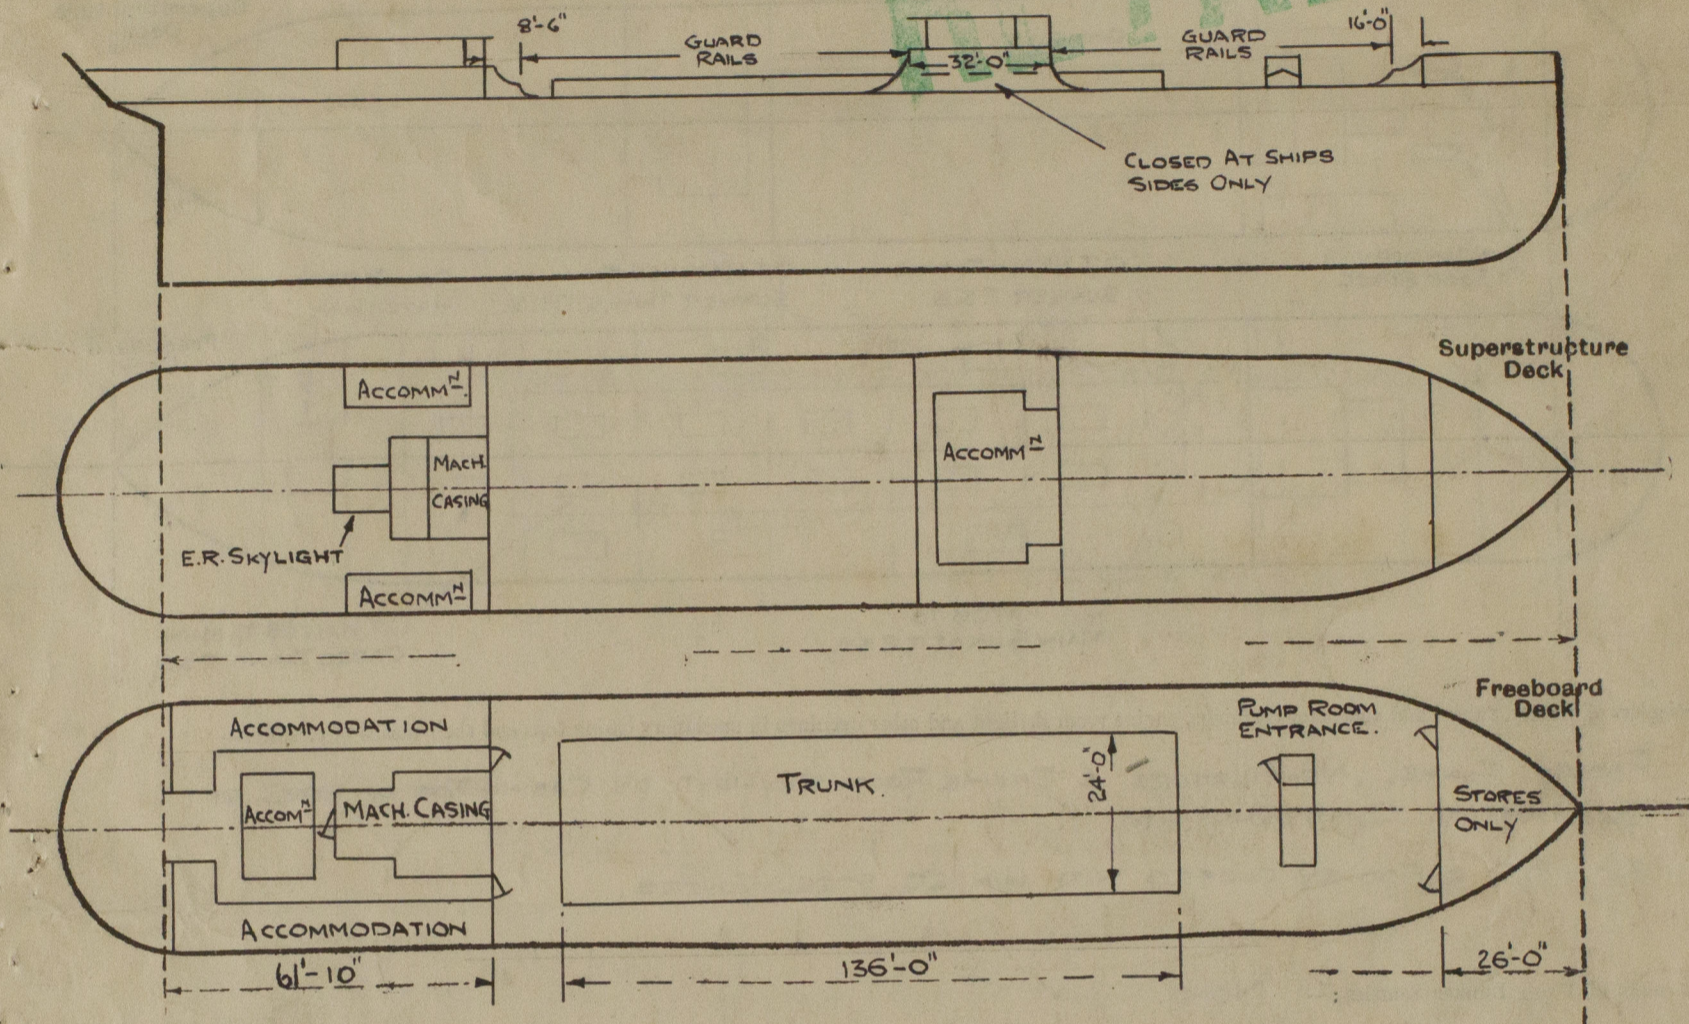 8'-6"
GUARD
RAILS
32'-0"
GUARD
RAILS
16'-0"
CLOSED AT SHIPS
SIDES ONLY
Superstructure
Deck
ACCOMMN
MACH.
CASING
ACCOMMN
E.R. SKYLIGHT
ACCOMMN
Freeboard
Deck
ACCOMMODATION
PUMP ROOM
ENTRANCE.
TRUNK.
24'-0"
ACCOMN
MACH. CASING
STORES
ONLY
ACCOMMODATION
61'-10"
136'-0"
26'-0"